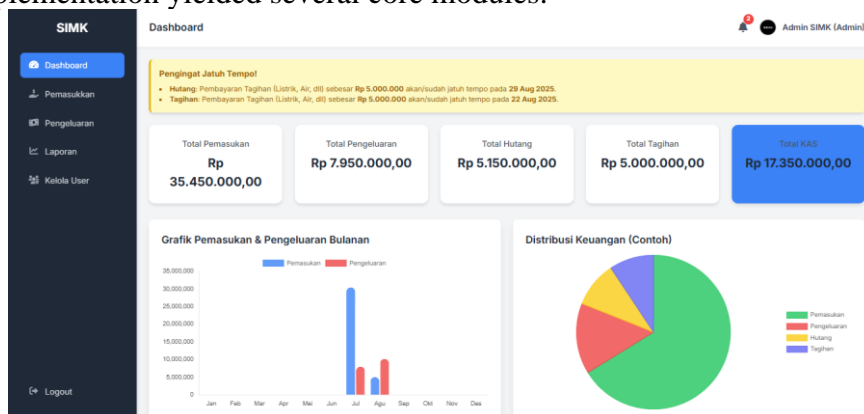 plementation yielded several core modules:
SIMK
Dashboard
2
Admin SIMK (Admin)
Dashboard
Pemasukkan
Pengeluaran
Laporan
Kelola User
Logout
Pengingat Jatuh Tempo!
• Hutang: Pembayaran Tagihan (Listrik, Air, dll) sebesar Rp 5.000.000 akan/sudah jatuh tempo pada 29 Aug 2025.
• Tagihan: Pembayaran Tagihan (Listrik, Air, dll) sebesar Rp 5.000.000 akan/sudah jatuh tempo pada 22 Aug 2025.
Total Pemasukan
Rp
35.450.000,00
Total Pengeluaran
Rp 7.950.000,00
Total Hutang
Rp 5.150.000,00
Total Tagihan
Rp 5.000.000,00
Total KAS
Rp 17.350.000,00
Grafik Pemasukan & Pengeluaran Bulanan
Pemasukan Pengeluaran
35,000,000
30,000,000
25,000,000
20,000,000
15,000,000
10,000,000
5,000,000
0
Jan Feb Mar Apr Mei Jun Jul Agu Sep Okt Nov Des
Distribusi Keuangan (Contoh)
Pemasukan
Pengeluaran
Hutang
Tagihan